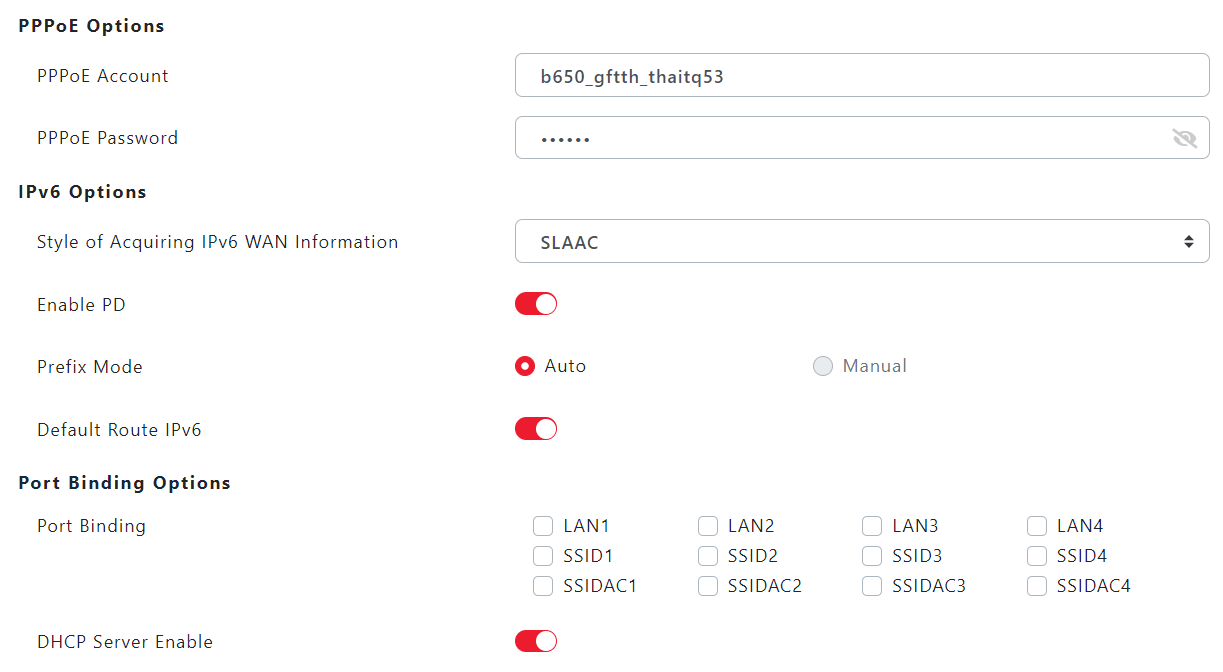 PPPoE Options
PPPoE Account b650_gftth_thaitq53
PPPoE Password ••••••
IPv6 Options
Style of Acquiring IPv6 WAN Information SLAAC
Enable PD
Prefix Mode Auto Manual
Default Route IPv6
Port Binding Options
Port Binding LAN1 LAN2 LAN3 LAN4
SSID1 SSID2 SSID3 SSID4
SSIDAC1 SSIDAC2 SSIDAC3 SSIDAC4
DHCP Server Enable